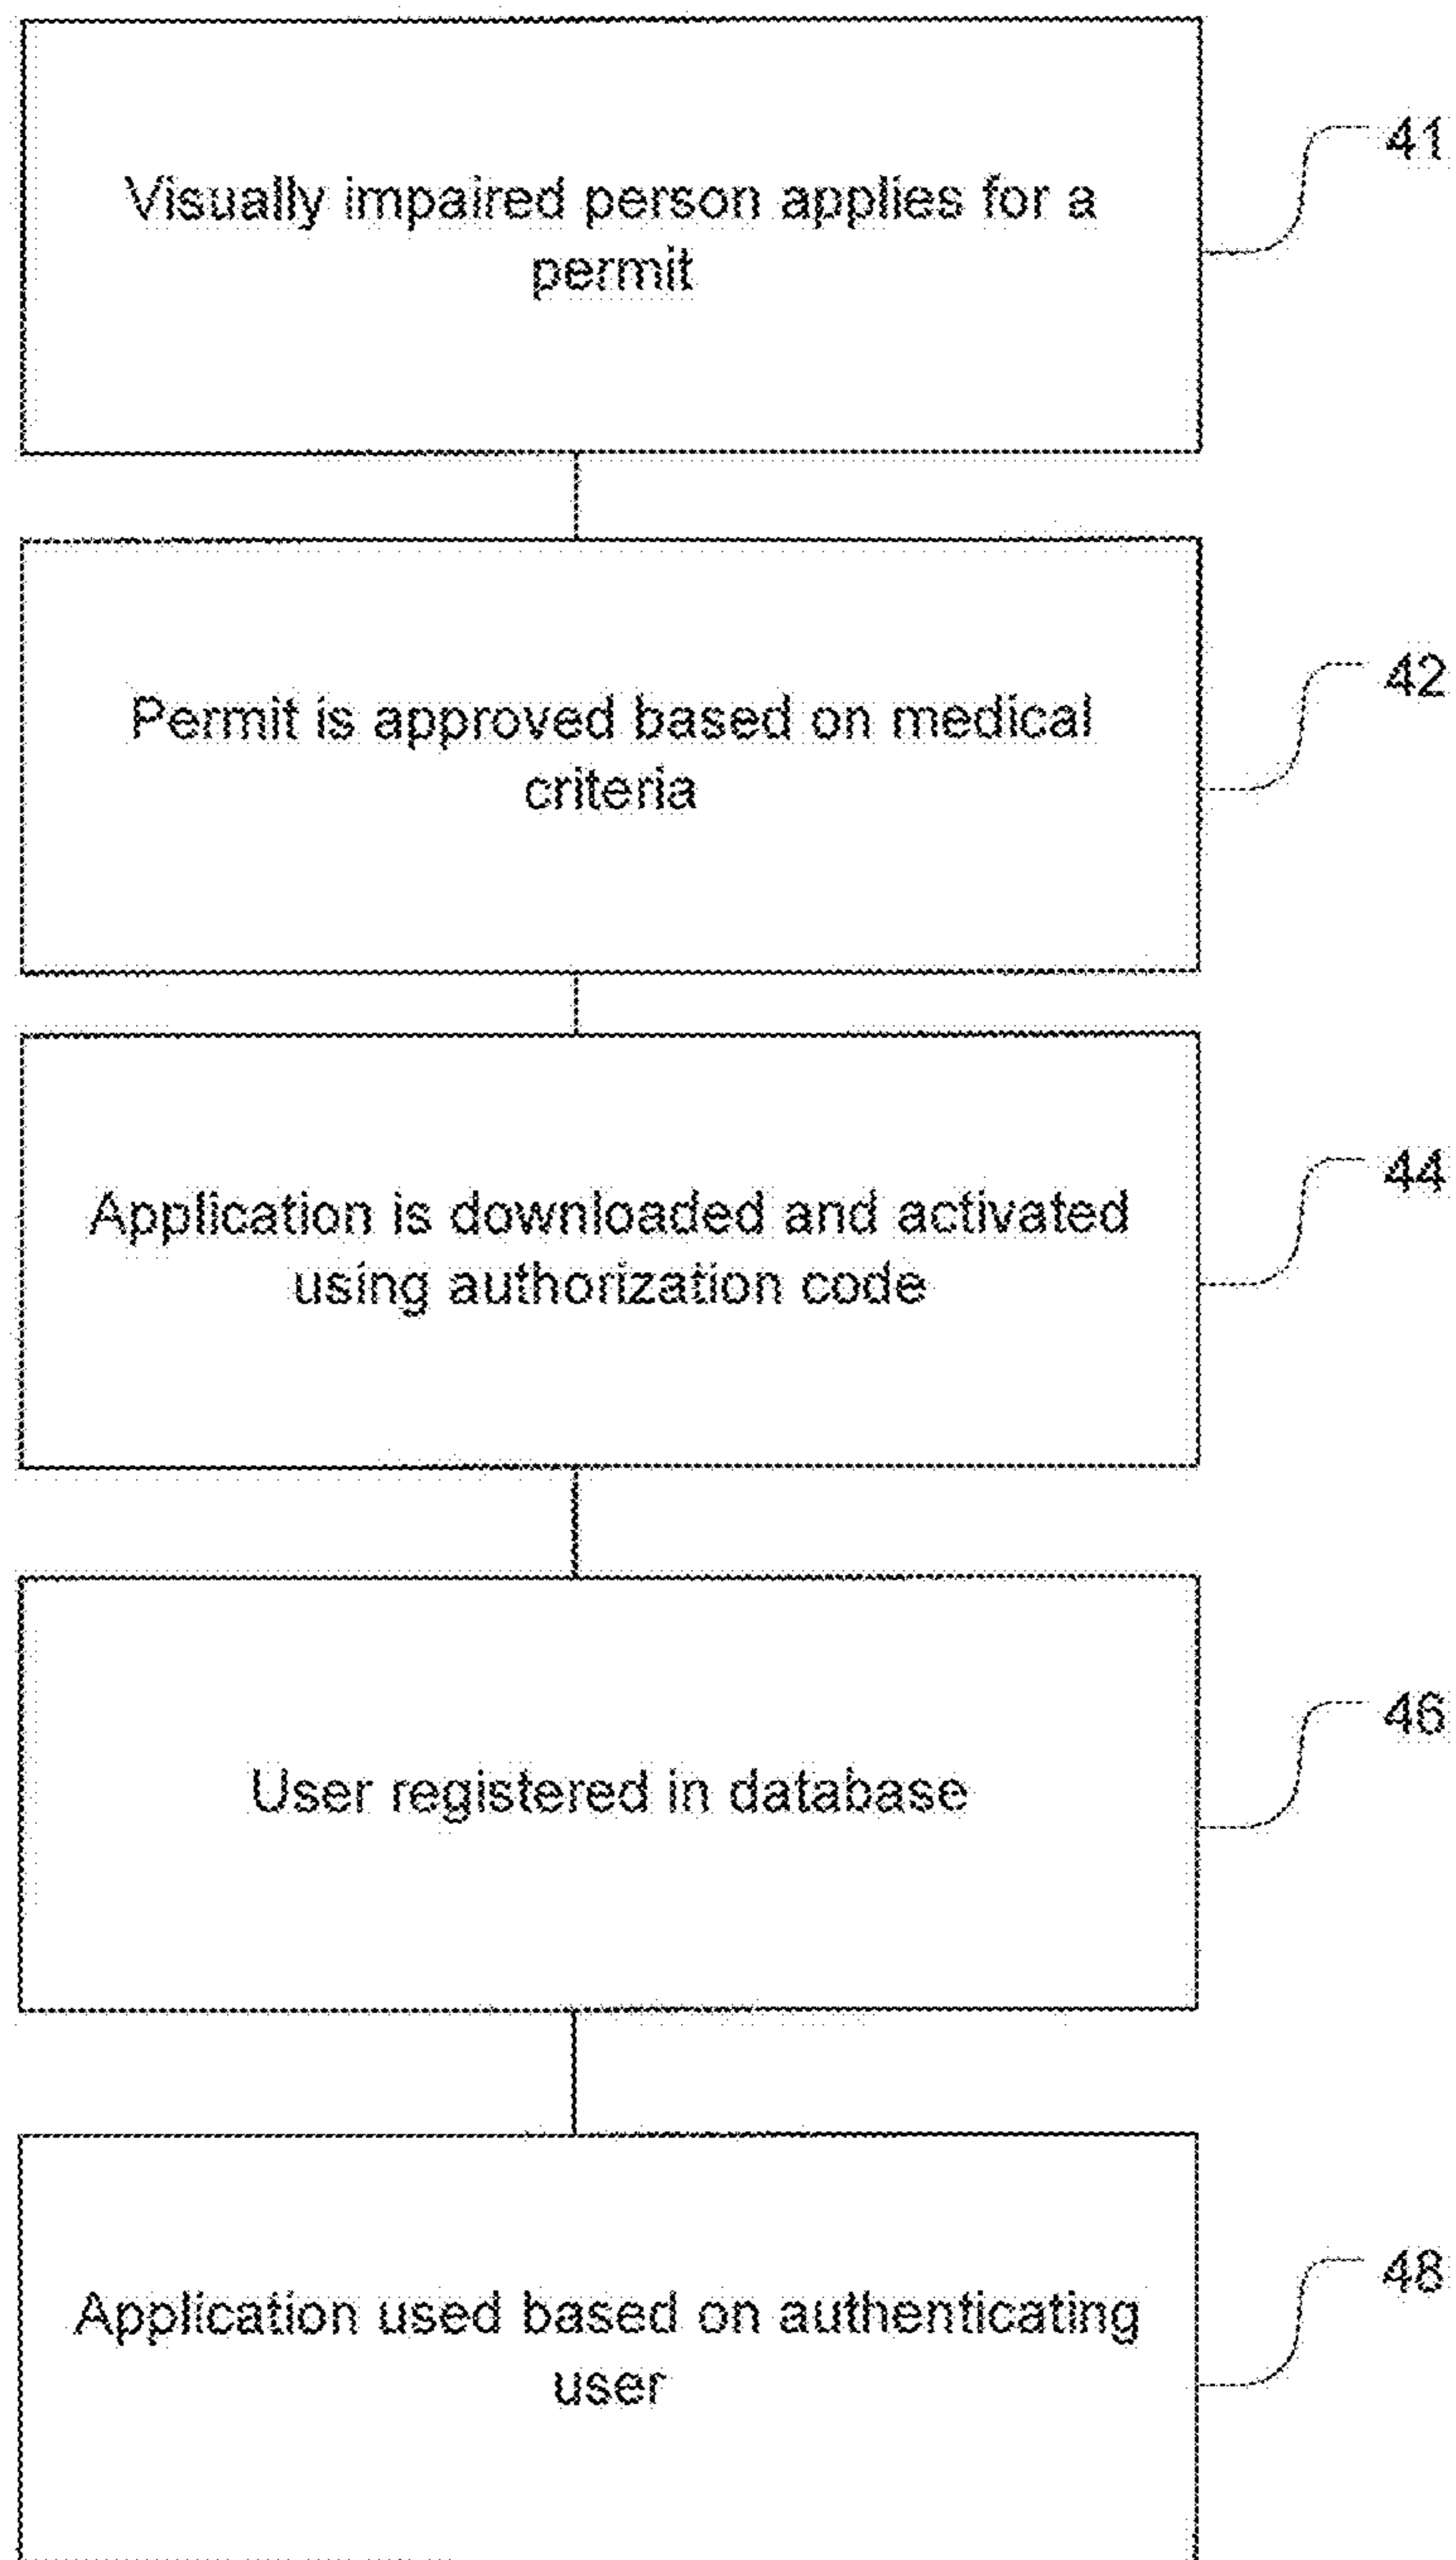 Visually impaired person applies for a
permit
41
Permit is approved based on medical
criteria
42
Application is downloaded and activated
using authorization code
44
User registered in database
46
Application used based on authenticating
user
48